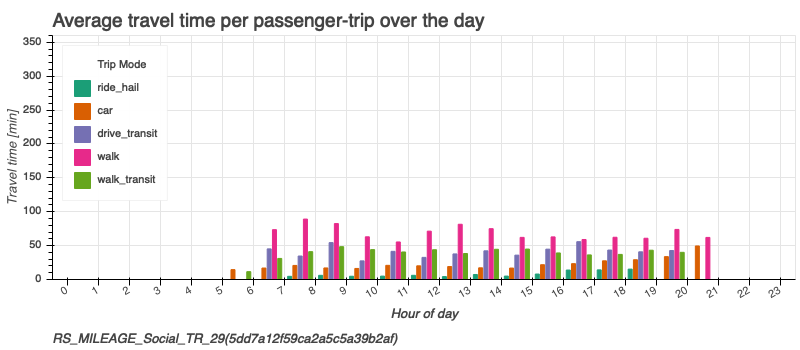 Average travel time per passenger-trip over the day
350
300
250
200
150
100
50
0
Travel time [min]
Trip Mode
ride_hail
car
drive_transit
walk
walk_transit
0 1 2 3 4 5 6 7 8 9 10 11 12 13 14 15 16 17 18 19 20 21 22 23
Hour of day
RS_MILEAGE_Social_TR_29(5dd7a12f59ca2a5c5a39b2af)